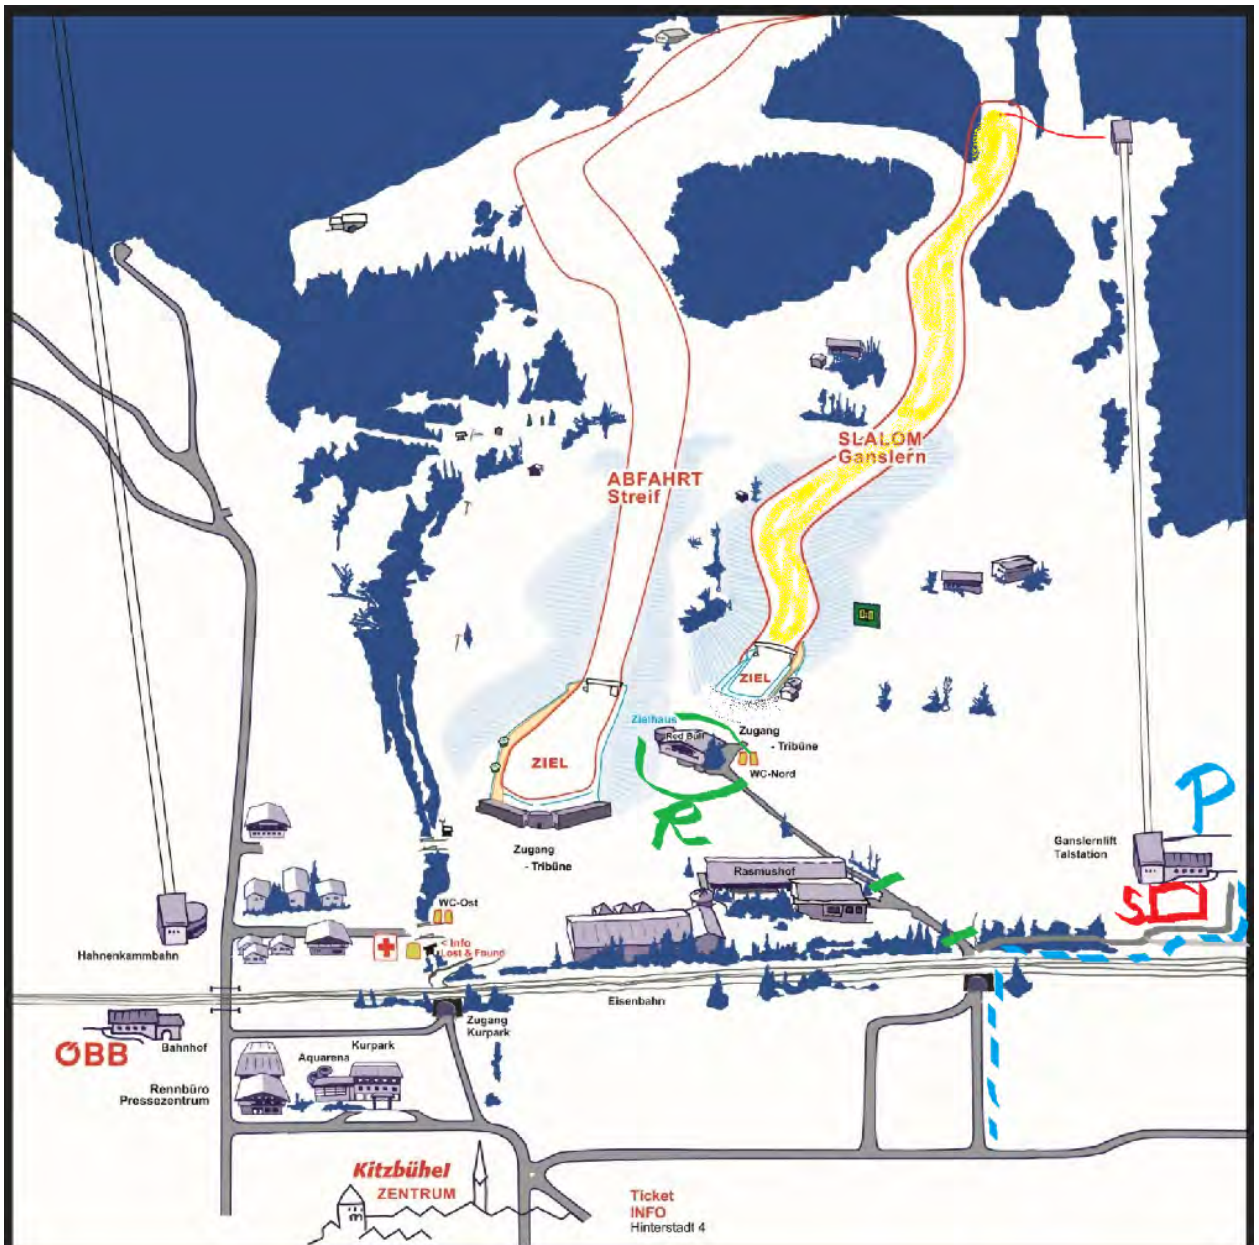 SLALOM
Ganslern
ABFAHRT
Streif
ZIEL
Zielhaus
Red Bull
Zugang
- Tribüne
WC-Nord
ZIEL
P
Ganslernlift
Talstation
R
Zugang
- Tribüne
Rasmushof
S
WC-Ost
< Info
Lost & Found
Hahnenkammbahn
Eisenbahn
Zugang
Kurpark
ÖBB
Bahnhof
Kurpark
Aquarena
Rennbüro
Pressezentrum
Kitzbühel
ZENTRUM
Ticket
INFO
Hinterstadt 4